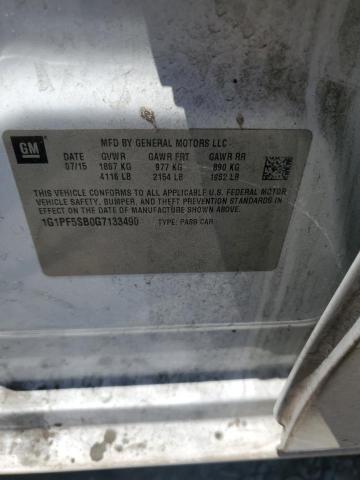 GM
MFD BY GENERAL MOTORS LLC
DATE GVWR GAWR FRT GAWR RR
07/15 1867 KG 977 KG 890 KG
4116 LB 2154 LB 1962 LB
THIS VEHICLE CONFORMS TO ALL APPLICABLE U.S. FEDERAL MOTOR
VEHICLE SAFETY, BUMPER, AND THEFT PREVENTION STANDARDS
IN EFFECT ON THE DATE OF MANUFACTURE SHOWN ABOVE.
1G1PF5SB0G7133490 TYPE: PASS CAR